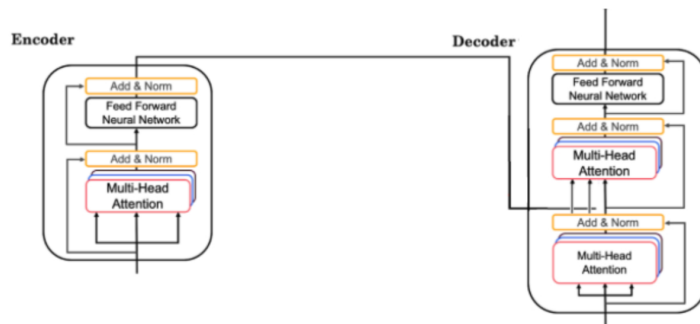 Encoder
Add & Norm
Feed Forward
Neural Network
Add & Norm
Multi-Head
Attention
Decoder
Add & Norm
Feed Forward
Neural Network
Add & Norm
Multi-Head
Attention
Add & Norm
Multi-Head
Attention